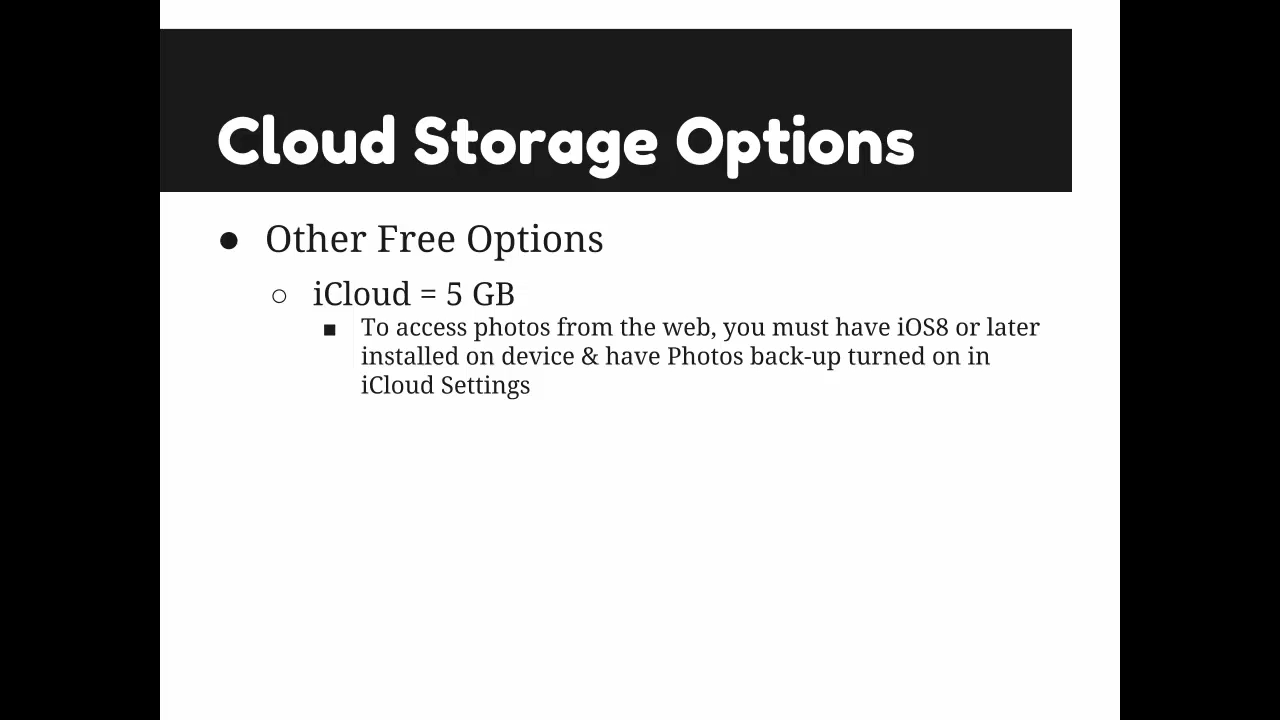 Cloud Storage Options
● Other Free Options
○ iCloud = 5 GB
■ To access photos from the web, you must have iOS8 or later
installed on device & have Photos back-up turned on in
iCloud Settings